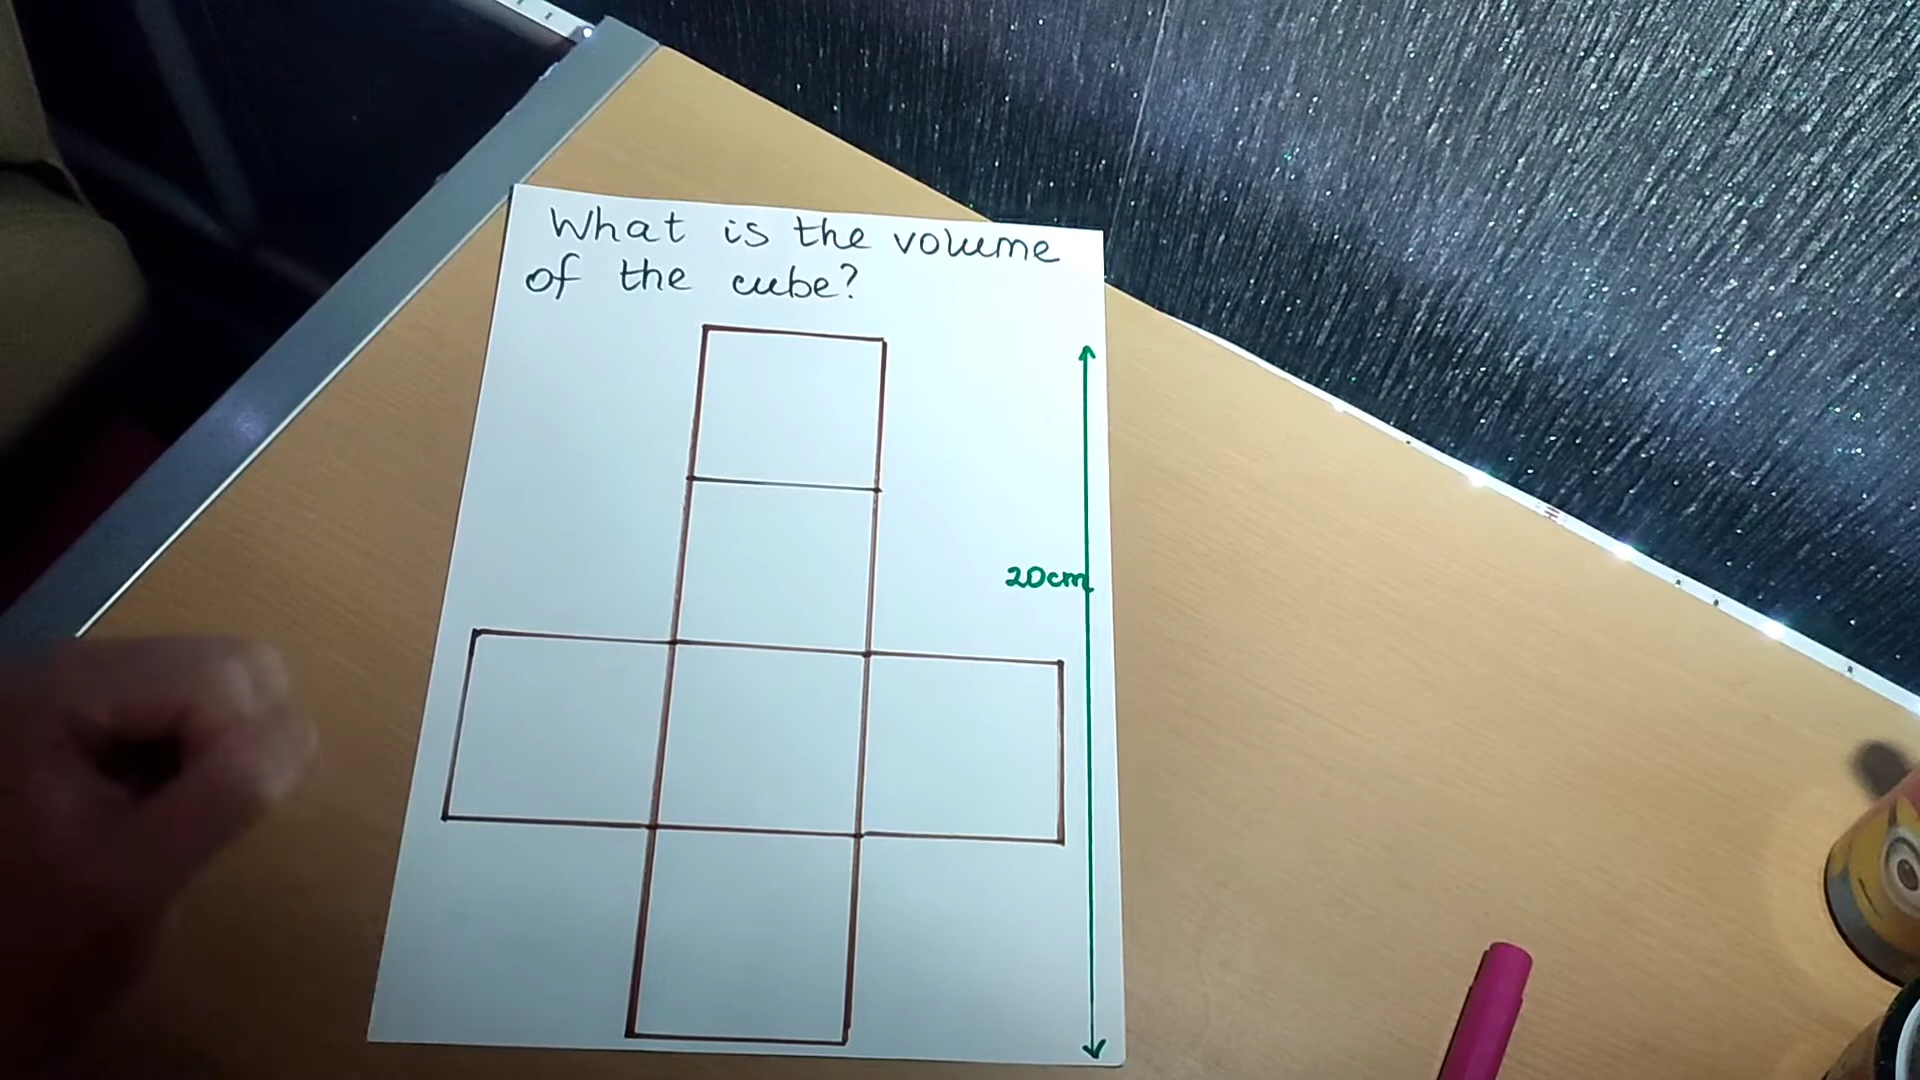 What is the volume
of the cube?
20cm